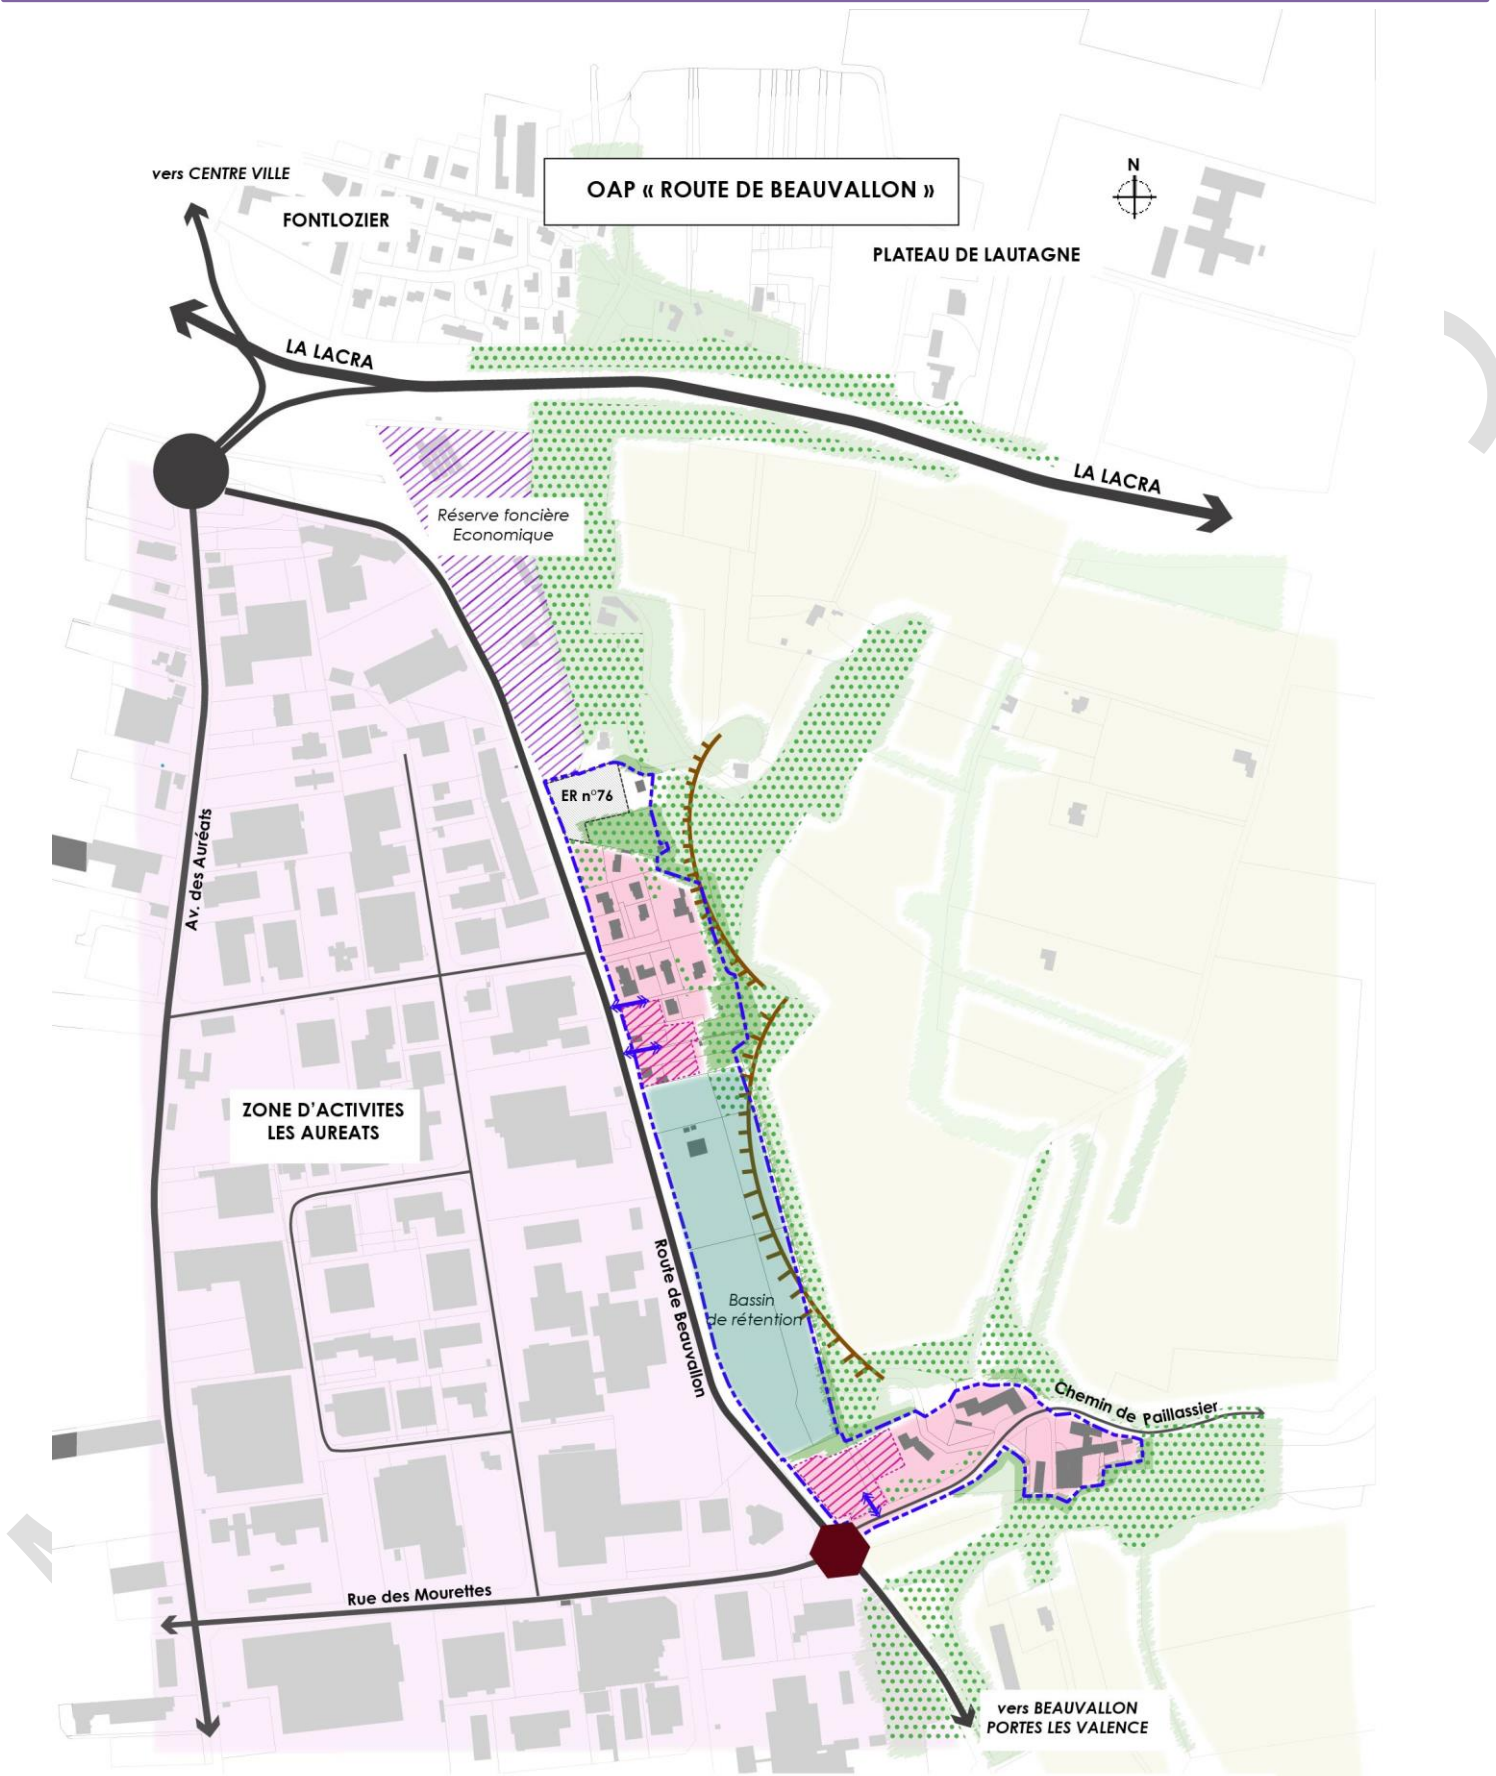 vers CENTRE VILLE
OAP « ROUTE DE BEAUVALLON »
N
FONTLOZIER
PLATEAU DE LAUTAGNE
LA LACRA
LA LACRA
Réserve foncière
Economique
ER n°76
Av. des Auréats
ZONE D'ACTIVITES
LES AUREATS
Route de Beauvallon
Bassin
de rétention
Chemin de Paillassier
Rue des Mourettes
vers BEAUVALLON
PORTES LES VALENCE